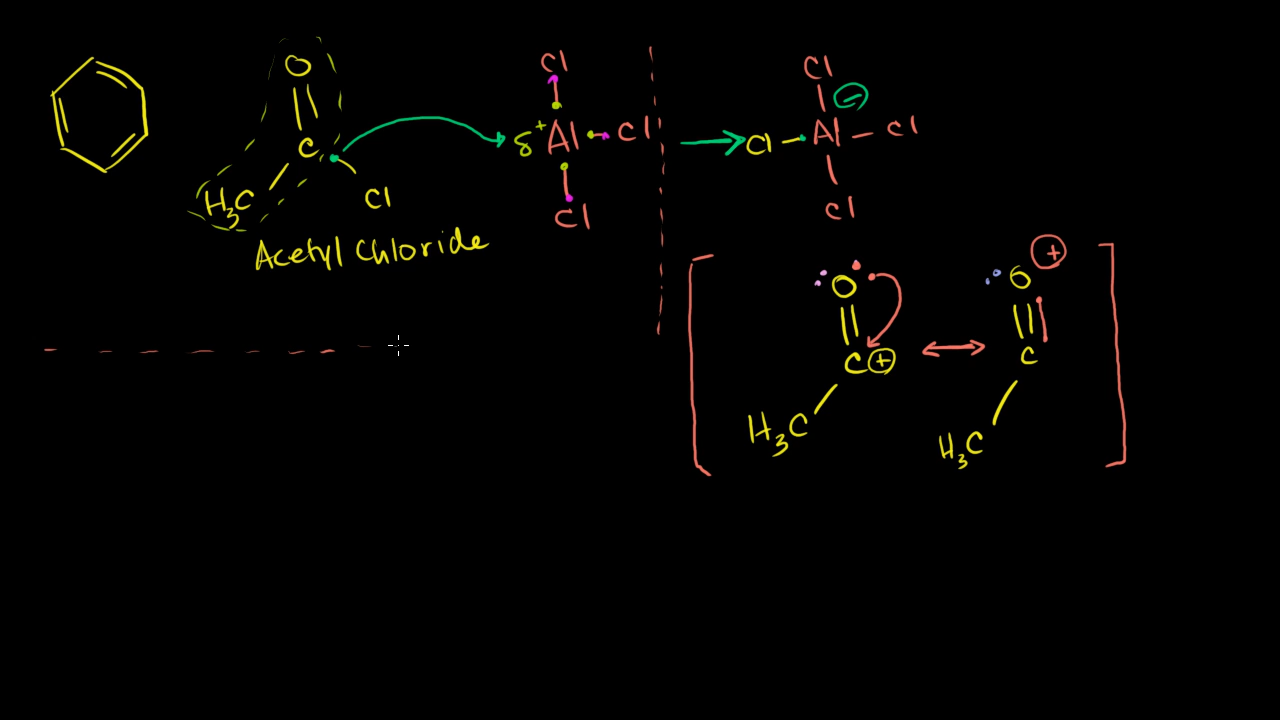 O
C
H3C
Cl
Acetyl Chloride
Cl
δ+ Al Cl
Cl
Cl
Cl Al Cl
−
Cl
O
C +
H3C
O +
C
H3C